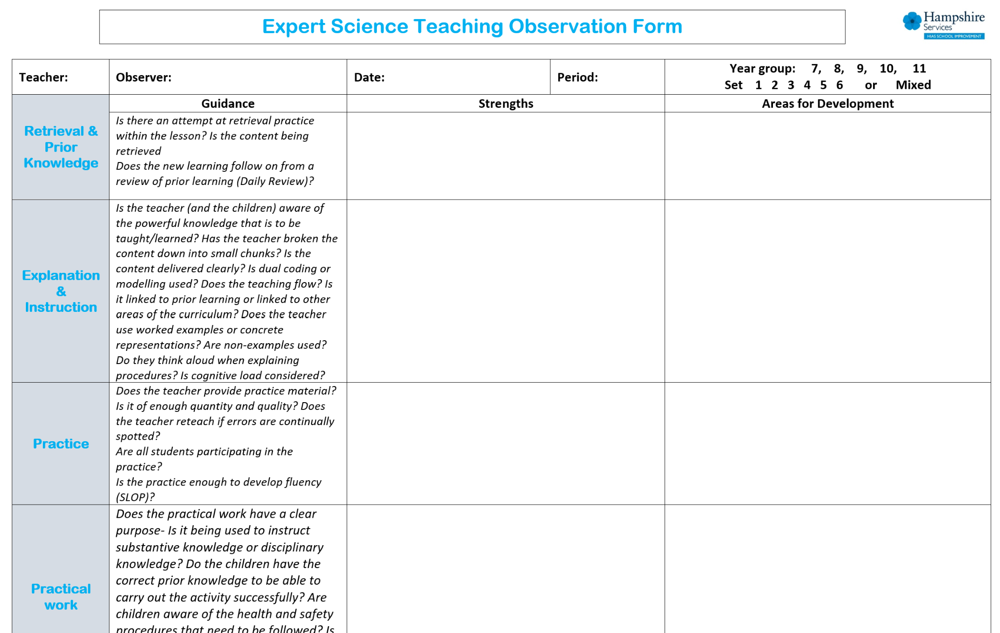 Expert Science Teaching Observation Form
Hampshire
Services
HIAS SCHOOL IMPROVEMENT
Teacher:
Observer:
Date:
Period:
Year group: 7, 8, 9, 10, 11
Set 1 2 3 4 5 6 or Mixed
Guidance
Strengths
Areas for Development
Retrieval &
Prior
Knowledge
Is there an attempt at retrieval practice
within the lesson? Is the content being
retrieved
Does the new learning follow on from a
review of prior learning (Daily Review)?
Explanation
&
Instruction
Is the teacher (and the children) aware of
the powerful knowledge that is to be
taught/learned? Has the teacher broken the
content down into small chunks? Is the
content delivered clearly? Is dual coding or
modelling used? Does the teaching flow? Is
it linked to prior learning or linked to other
areas of the curriculum? Does the teacher
use worked examples or concrete
representations? Are non-examples used?
Do they think aloud when explaining
procedures? Is cognitive load considered?
Practice
Does the teacher provide practice material?
Is it of enough quantity and quality? Does
the teacher reteach if errors are continually
spotted?
Are all students participating in the
practice?
Is the practice enough to develop fluency
(SLOP)?
Practical
work
Does the practical work have a clear
purpose- Is it being used to instruct
substantive knowledge or disciplinary
knowledge? Do the children have the
correct prior knowledge to be able to
carry out the activity successfully? Are
children aware of the health and safety
procedures that need to be followed? Is